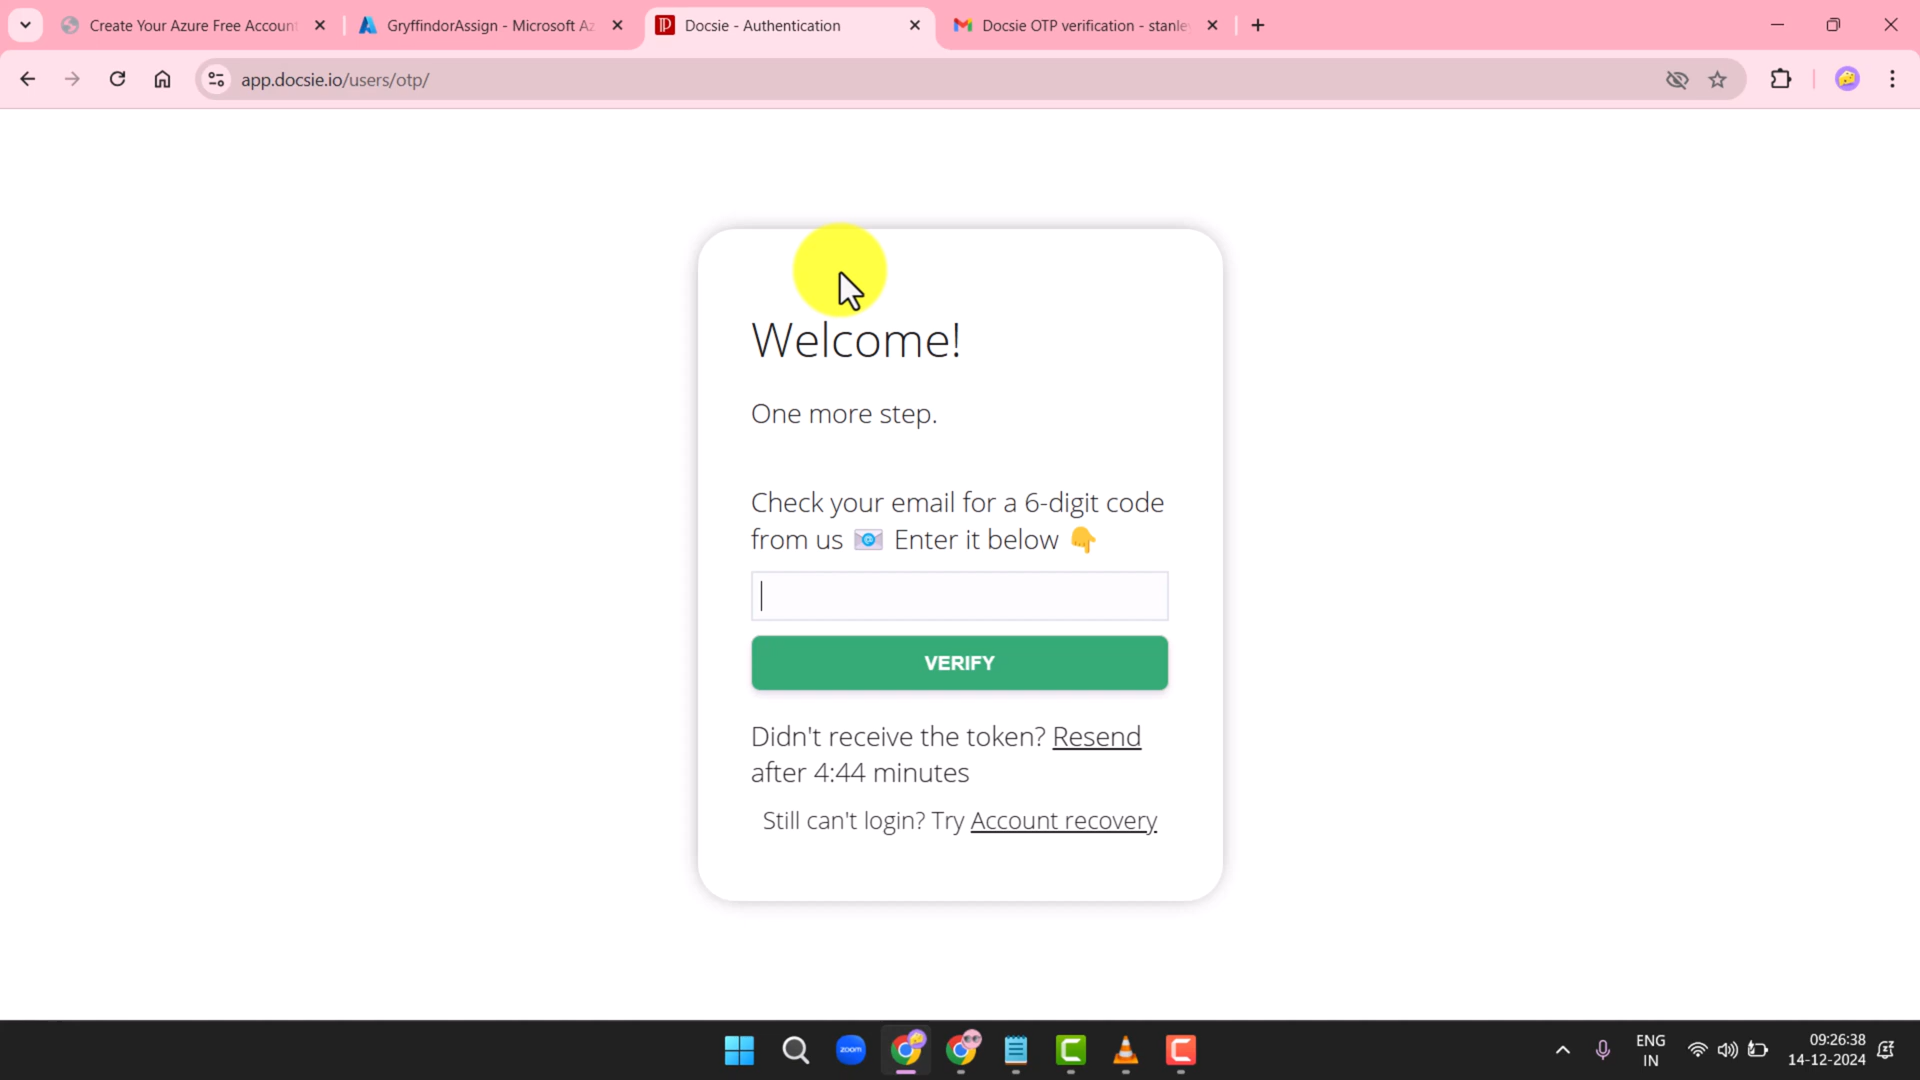 Create Your Azure Free Accoun
GryffindorAssign - Microsoft Az
Docsie - Authentication
Docsie OTP verification - stanle
app.docsie.io/users/otp/
Welcome!
One more step.
Check your email for a 6-digit code
from us 📧 Enter it below 👇
VERIFY
Didn't receive the token? Resend
after 4:44 minutes
Still can't login? Try Account recovery
zoom
ENG
IN
09:26:38
14-12-2024